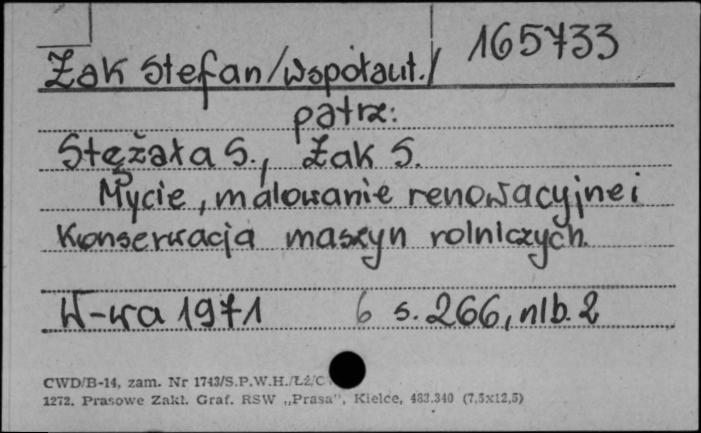 165733
Żak Stefan /współaut./
patrz:
Stężała S., Żak S.
Mycie, malowanie renowacyjne i
konserwacja maszyn rolniczych.
W-wa 1971 6 s. 266, nlb. 2
CWD/B-14, zam. Nr 1743/S.P.W.H./ŁŻ/C
1272. Prasowe Zakł. Graf. RSW „Prasa”, Kielce, 483.340 (7,5x12,5)